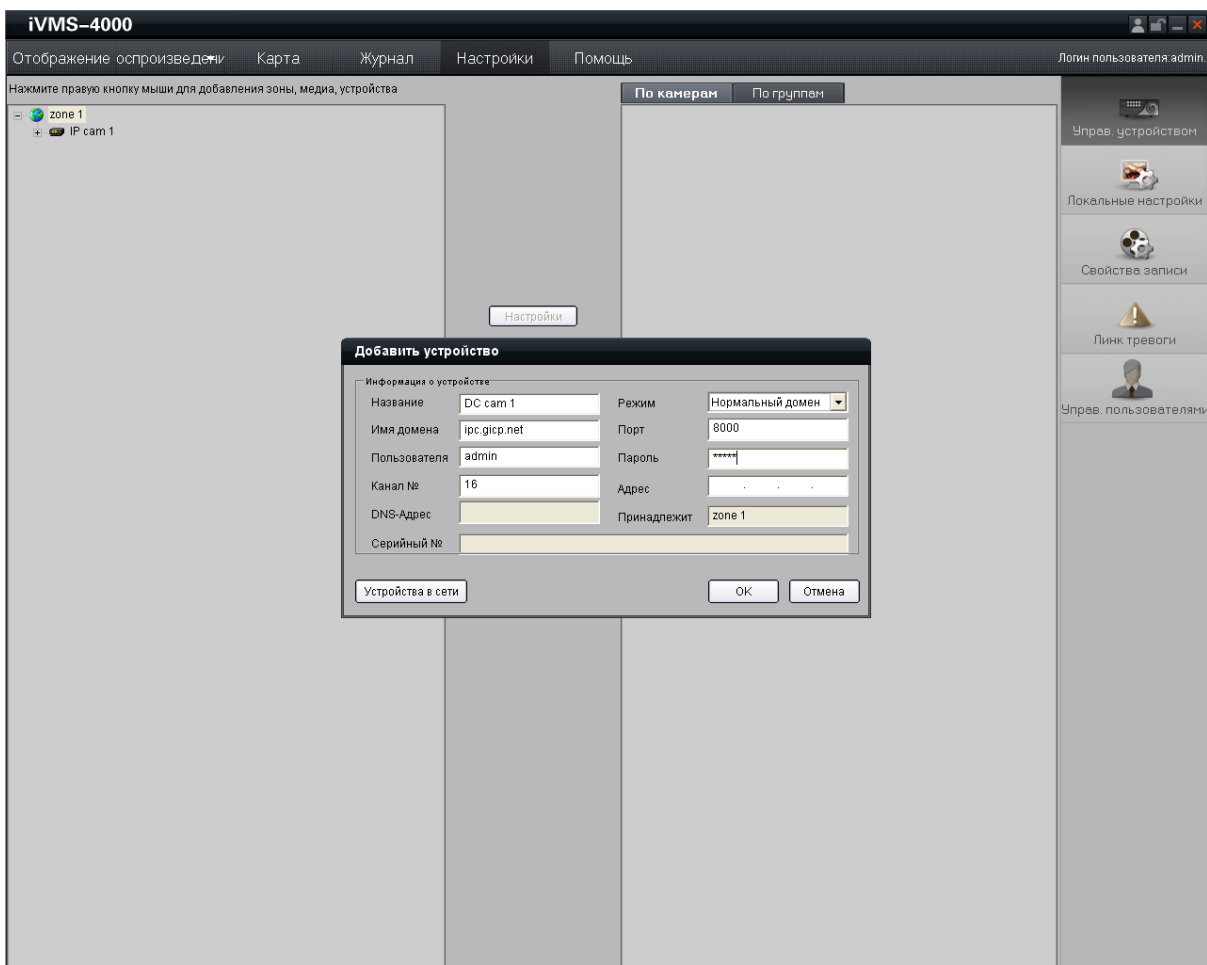 iVMS-4000
Отображение оспроизведени Карта Журнал Настройки Помощь Логин пользователя:admin.
Нажмите правую кнопку мыши для добавления зоны, медиа, устройства
По камерам По группам
zone 1
IP cam 1
Управ. устройством
Локальные настройки
Свойства записи
Линк тревоги
Управ. пользователями
Настройки
Добавить устройство
Информация о устройстве
Название DC cam 1 Режим Нормальный домен
Имя домена ipc.gicp.net Порт 8000
Пользователя admin Пароль *****
Канал № 16 Адрес . . .
DNS-Адрес Принадлежит zone 1
Серийный №
Устройства в сети OK Отмена